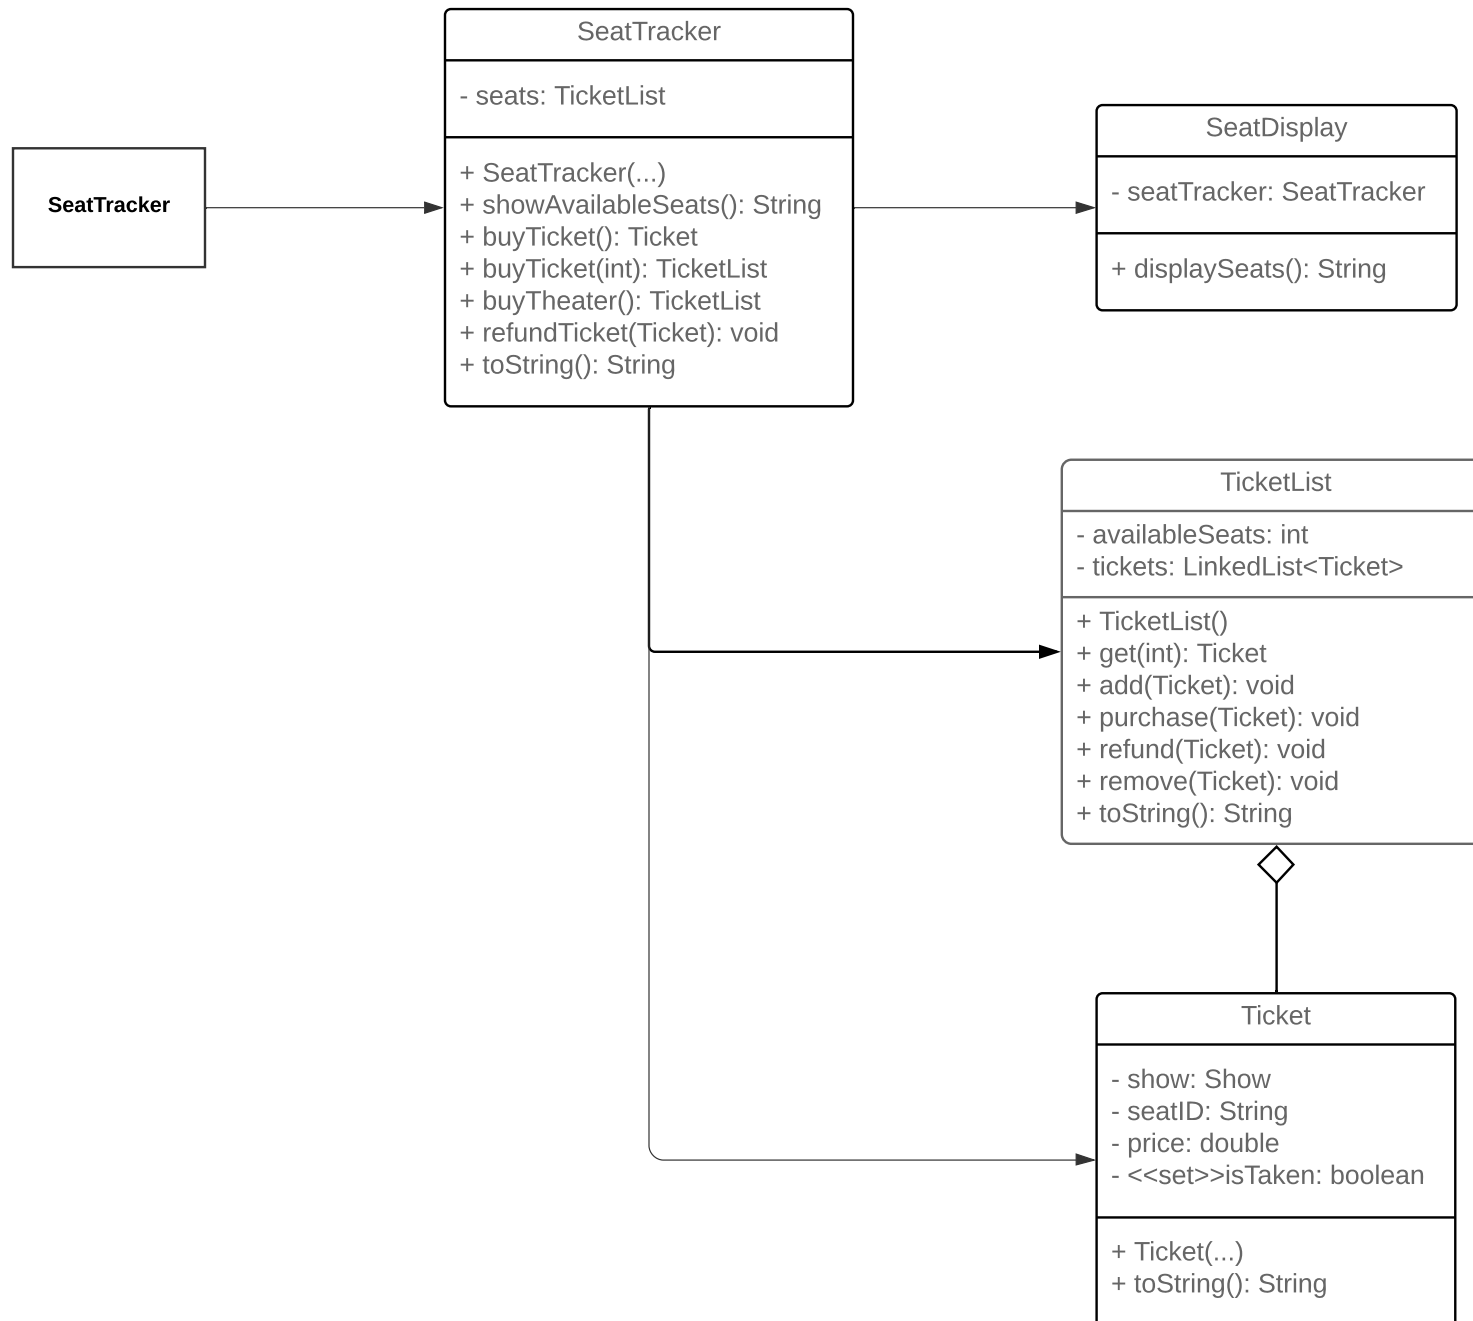 SeatTracker
SeatTracker
- seats: TicketList
+ SeatTracker(...)
+ showAvailableSeats(): String
+ buyTicket(): Ticket
+ buyTicket(int): TicketList
+ buyTheater(): TicketList
+ refundTicket(Ticket): void
+ toString(): String
SeatDisplay
- seatTracker: SeatTracker
+ displaySeats(): String
TicketList
- availableSeats: int
- tickets: LinkedList<Ticket>
+ TicketList()
+ get(int): Ticket
+ add(Ticket): void
+ purchase(Ticket): void
+ refund(Ticket): void
+ remove(Ticket): void
+ toString(): String
Ticket
- show: Show
- seatID: String
- price: double
- <<set>>isTaken: boolean
+ Ticket(...)
+ toString(): String